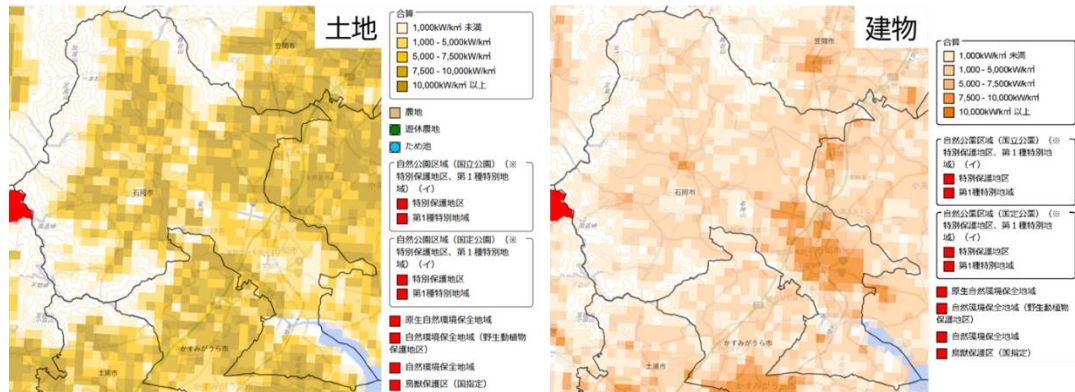 土地
笠間市
石岡市
かすみがうら市
土浦市
合算
1,000kW/k㎡ 未満
1,000 - 5,000kW/k㎡
5,000 - 7,500kW/k㎡
7,500 - 10,000kW/k㎡
10,000kW/k㎡ 以上
農地
遊休農地
ため池
自然公園区域（国立公園）（※
特別保護地区、第１種特別地
域）（イ）
特別保護地区
第1種特別地域
自然公園区域（国定公園）（※
特別保護地区、第１種特別地
域）（イ）
特別保護地区
第1種特別地域
原生自然環境保全地域
自然環境保全地域（野生動植物
保護地区）
自然環境保全地域
鳥獣保護区（国指定）
建物
笠間市
石岡市
かすみがうら市
土浦市
合算
1,000kW/k㎡ 未満
1,000 - 5,000kW/k㎡
5,000 - 7,500kW/k㎡
7,500 - 10,000kW/k㎡
10,000kW/k㎡ 以上
自然公園区域（国立公園）（※
特別保護地区、第１種特別地
域）（イ）
特別保護地区
第1種特別地域
自然公園区域（国定公園）（※
特別保護地区、第１種特別地
域）（イ）
特別保護地区
第1種特別地域
原生自然環境保全地域
自然環境保全地域（野生動植物
保護地区）
自然環境保全地域
鳥獣保護区（国指定）